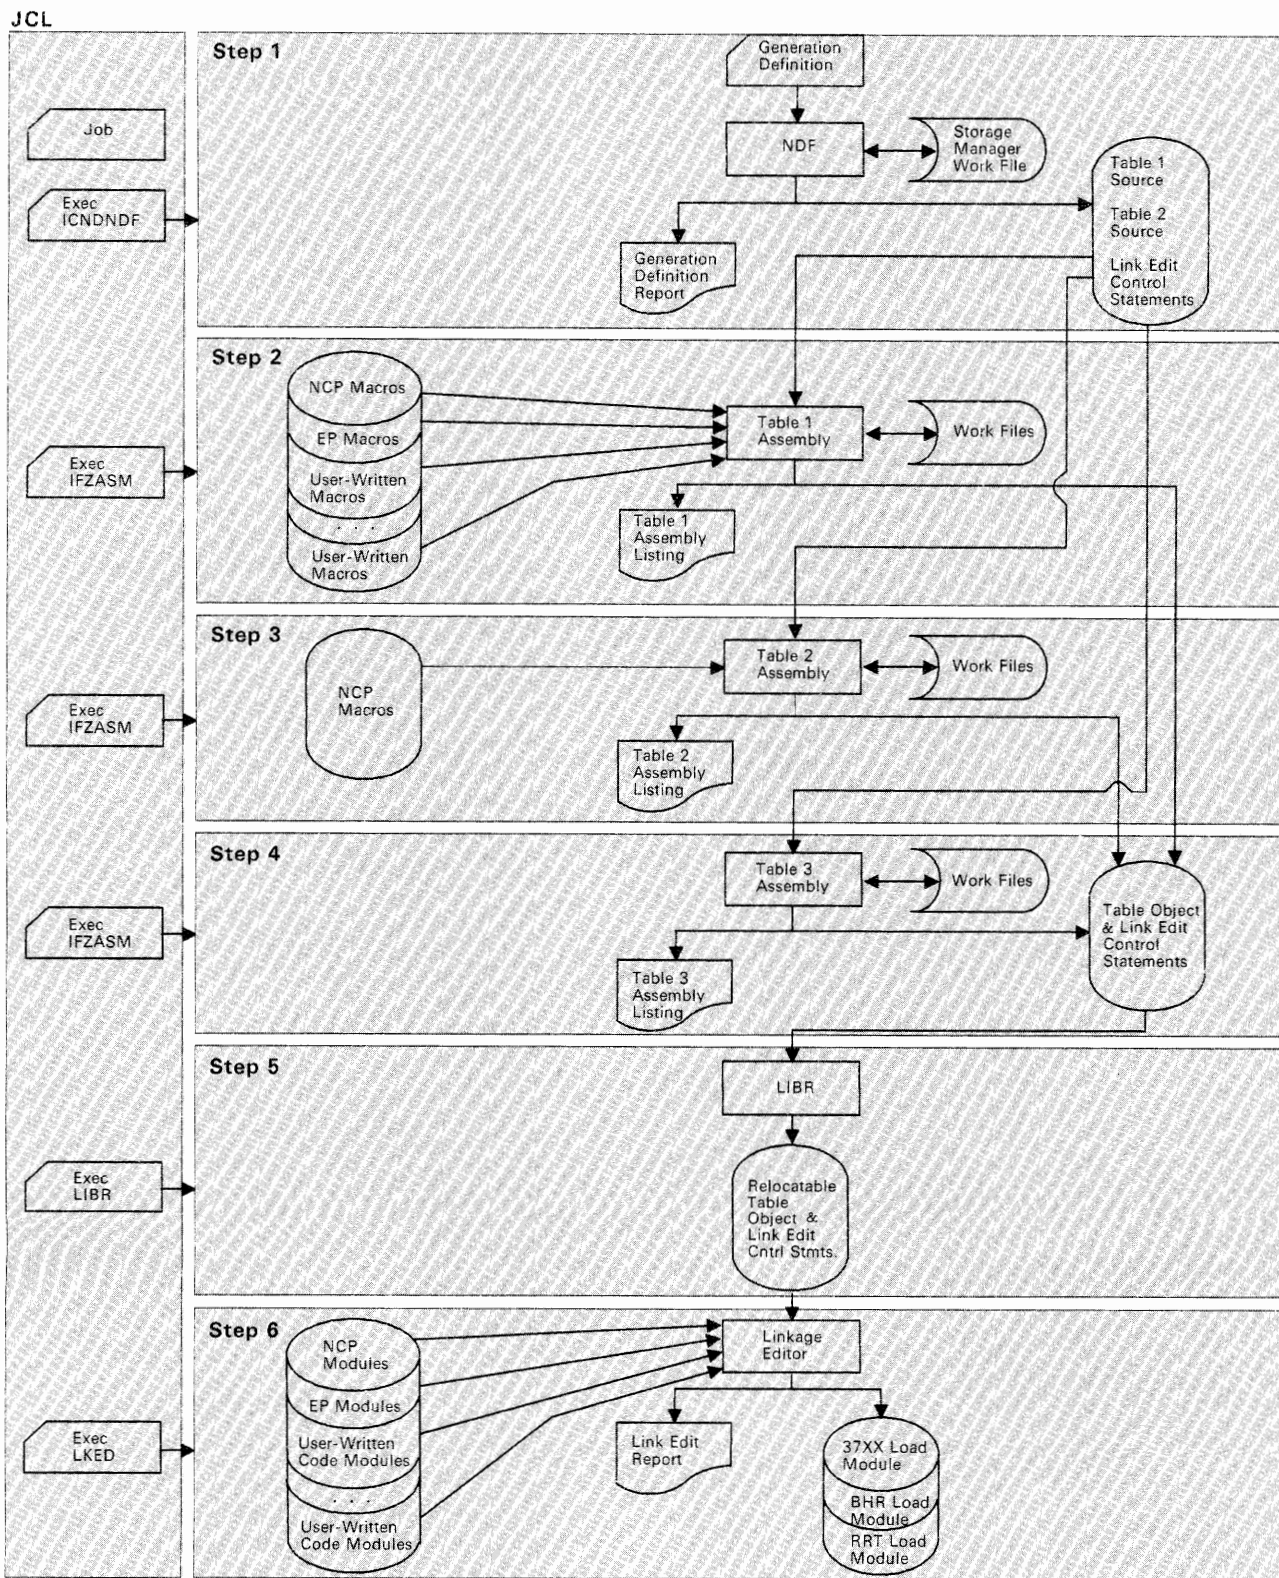 JCL
Job
Exec
ICNDNDF
Exec
IFZASM
Exec
IFZASM
Exec
IFZASM
Exec
LIBR
Exec
LKED
Step 1
Generation
Definition
NDF
Storage
Manager
Work File
Table 1
Source
Table 2
Source
Link Edit
Control
Statements
Generation
Definition
Report
Step 2
NCP Macros
EP Macros
User-Written
Macros
. . .
User-Written
Macros
Table 1
Assembly
Work Files
Table 1
Assembly
Listing
Step 3
NCP
Macros
Table 2
Assembly
Work Files
Table 2
Assembly
Listing
Step 4
Table 3
Assembly
Work Files
Table Object
& Link Edit
Control
Statements
Table 3
Assembly
Listing
Step 5
LIBR
Relocatable
Table
Object &
Link Edit
Cntrl Stmts.
Step 6
NCP
Modules
EP Modules
User-Written
Code Modules
. . .
User-Written
Code Modules
Linkage
Editor
Link Edit
Report
37XX Load
Module
BHR Load
Module
RRT Load
Module